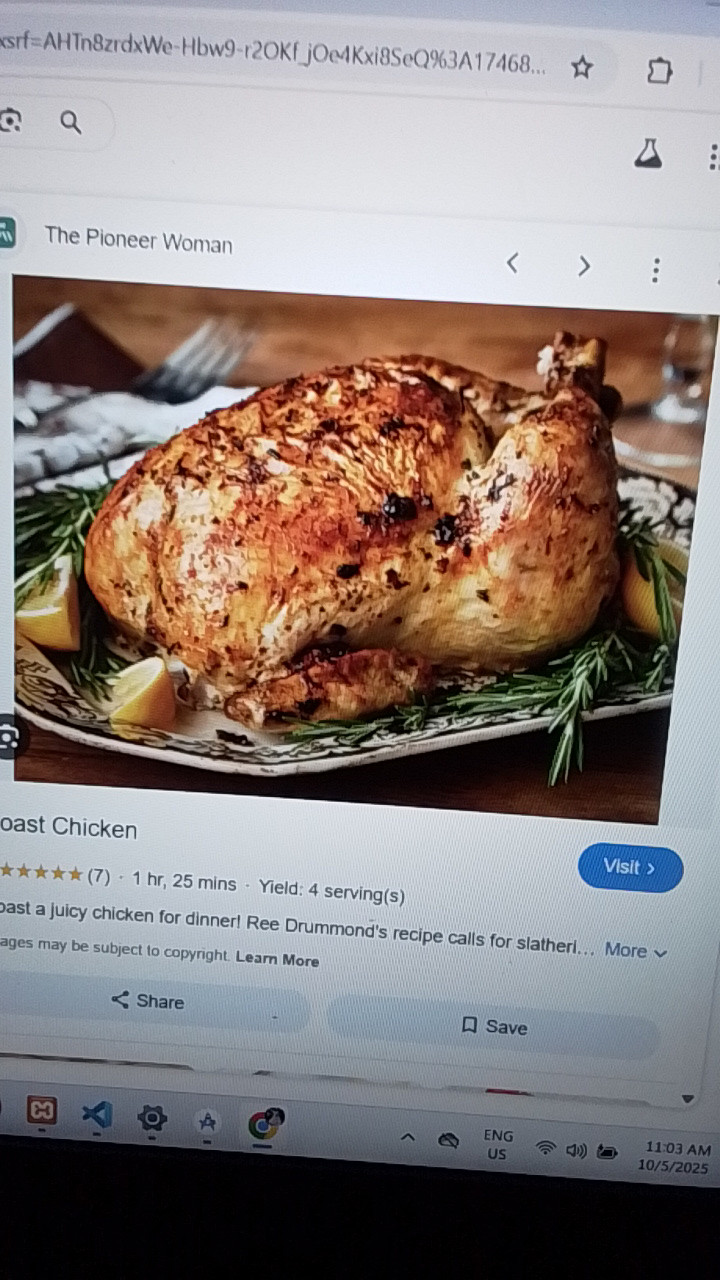 xsrf=AHTn8zrdxWe-Hbw9-r2OKf_jOe4Kxi8SeQ%3A17468...
The Pioneer Woman
oast Chicken
Visit >
(7) · 1 hr, 25 mins · Yield: 4 serving(s)
oast a juicy chicken for dinner! Ree Drummond's recipe calls for slatheri... More
ages may be subject to copyright. Learn More
Share
Save
ENG
US
11:03 AM
10/5/2025